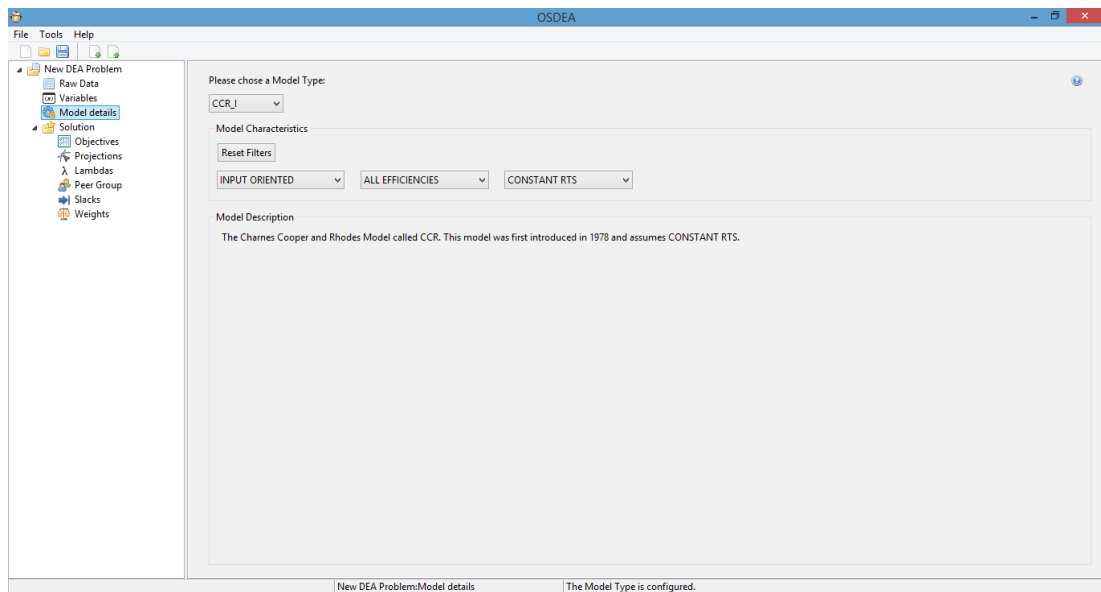 OSDEA
File Tools Help
New DEA Problem
Raw Data
Variables
Model details
Solution
Objectives
Projections
λ Lambdas
Peer Group
Slacks
Weights
Please chose a Model Type:
CCR_I
Model Characteristics
Reset Filters
INPUT ORIENTED ALL EFFICIENCIES CONSTANT RTS
Model Description
The Charnes Cooper and Rhodes Model called CCR. This model was first introduced in 1978 and assumes CONSTANT RTS.
New DEA Problem:Model details The Model Type is configured.